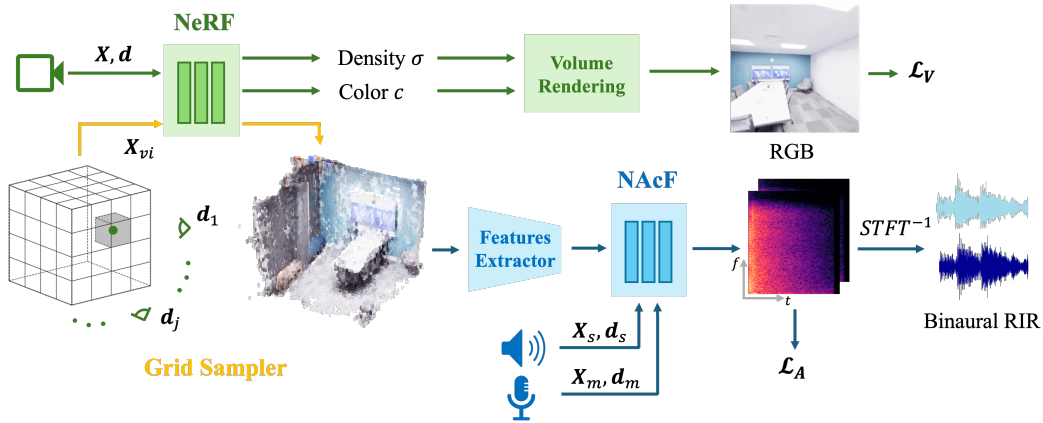 NeRF
X, d
Density σ
Color c
Volume
Rendering
ℒ_V
RGB
X_vi
d_1
d_j
Grid Sampler
Features
Extractor
NAcF
X_s, d_s
X_m, d_m
f
t
STFT⁻¹
ℒ_A
Binaural RIR